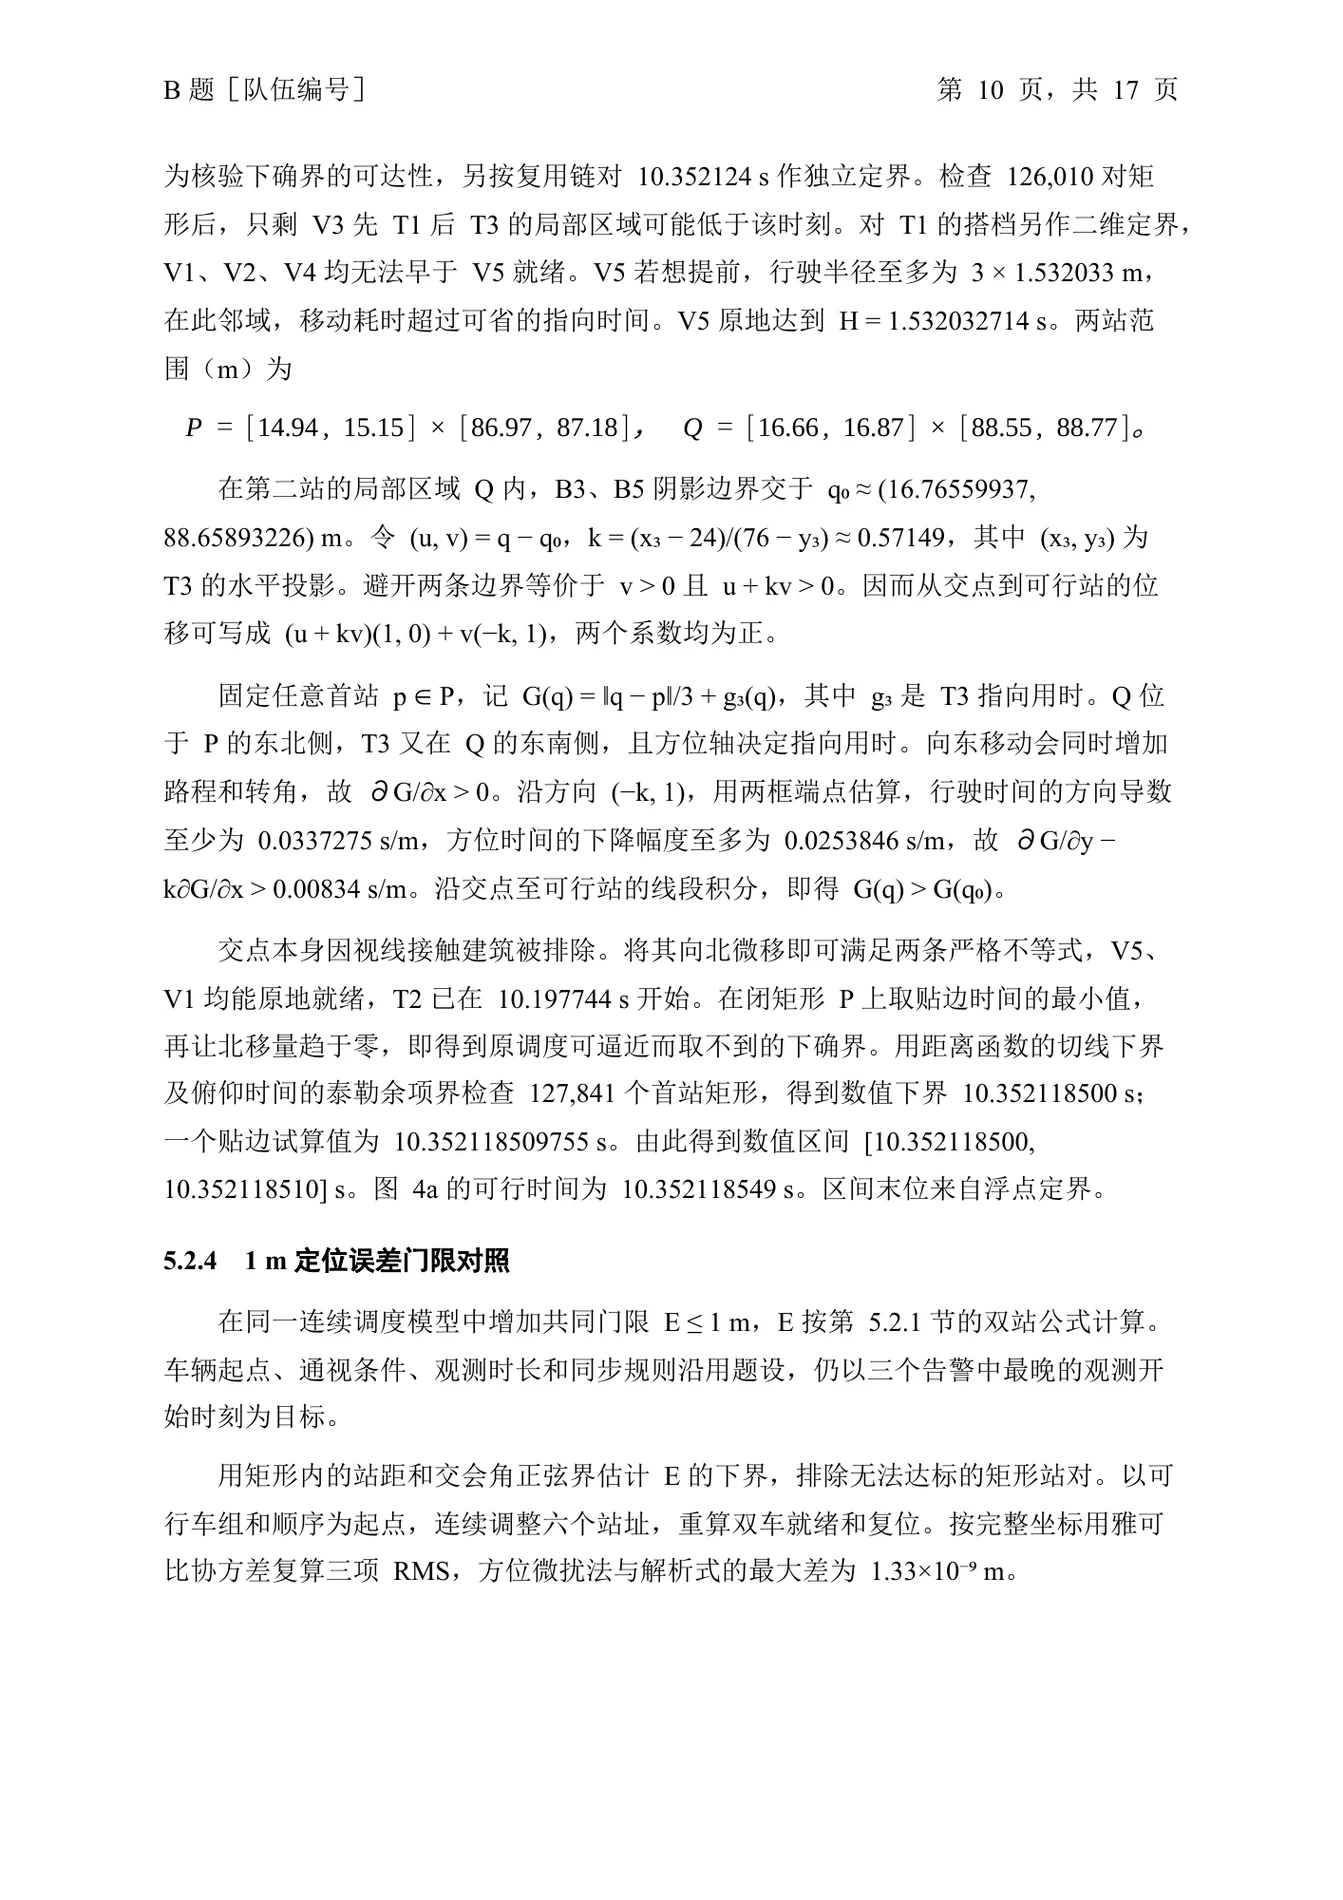 B 题［队伍编号］ 第 10 页，共 17 页
为核验下确界的可达性，另按复用链对 10.352124 s 作独立定界。检查 126,010 对矩
形后，只剩 V3 先 T1 后 T3 的局部区域可能低于该时刻。对 T1 的搭档另作二维定界，
V1、V2、V4 均无法早于 V5 就绪。V5 若想提前，行驶半径至多为 3 × 1.532033 m，
在此邻域，移动耗时超过可省的指向时间。V5 原地达到 H = 1.532032714 s。两站范
围（m）为
P = [14.94, 15.15] × [86.97, 87.18]， Q = [16.66, 16.87] × [88.55, 88.77]。
在第二站的局部区域 Q 内，B3、B5 阴影边界交于 q₀ ≈ (16.76559937,
88.65893226) m。令 (u, v) = q − q₀，k = (x₃ − 24)/(76 − y₃) ≈ 0.57149，其中 (x₃, y₃) 为
T3 的水平投影。避开两条边界等价于 v > 0 且 u + kv > 0。因而从交点到可行站的位
移可写成 (u + kv)(1, 0) + v(−k, 1)，两个系数均为正。
固定任意首站 p ∈ P，记 G(q) = ‖q − p‖/3 + g₃(q)，其中 g₃ 是 T3 指向用时。Q 位
于 P 的东北侧，T3 又在 Q 的东南侧，且方位轴决定指向用时。向东移动会同时增加
路程和转角，故 ∂G/∂x > 0。沿方向 (−k, 1)，用两框端点估算，行驶时间的方向导数
至少为 0.0337275 s/m，方位时间的下降幅度至多为 0.0253846 s/m，故 ∂G/∂y −
k∂G/∂x > 0.00834 s/m。沿交点至可行站的线段积分，即得 G(q) > G(q₀)。
交点本身因视线接触建筑被排除。将其向北微移即可满足两条严格不等式，V5、
V1 均能原地就绪，T2 已在 10.197744 s 开始。在闭矩形 P 上取贴边时间的最小值，
再让北移量趋于零，即得到原调度可逼近而取不到的下确界。用距离函数的切线下界
及俯仰时间的泰勒余项界检查 127,841 个首站矩形，得到数值下界 10.352118500 s；
一个贴边试算值为 10.352118509755 s。由此得到数值区间 [10.352118500,
10.352118510] s。图 4a 的可行时间为 10.352118549 s。区间末位来自浮点定界。
5.2.4 1 m 定位误差门限对照
在同一连续调度模型中增加共同门限 E ≤ 1 m，E 按第 5.2.1 节的双站公式计算。
车辆起点、通视条件、观测时长和同步规则沿用题设，仍以三个告警中最晚的观测开
始时刻为目标。
用矩形内的站距和交会角正弦界估计 E 的下界，排除无法达标的矩形站对。以可
行车组和顺序为起点，连续调整六个站址，重算双车就绪和复位。按完整坐标用雅可
比协方差复算三项 RMS，方位微扰法与解析式的最大差为 1.33×10⁻⁹ m。